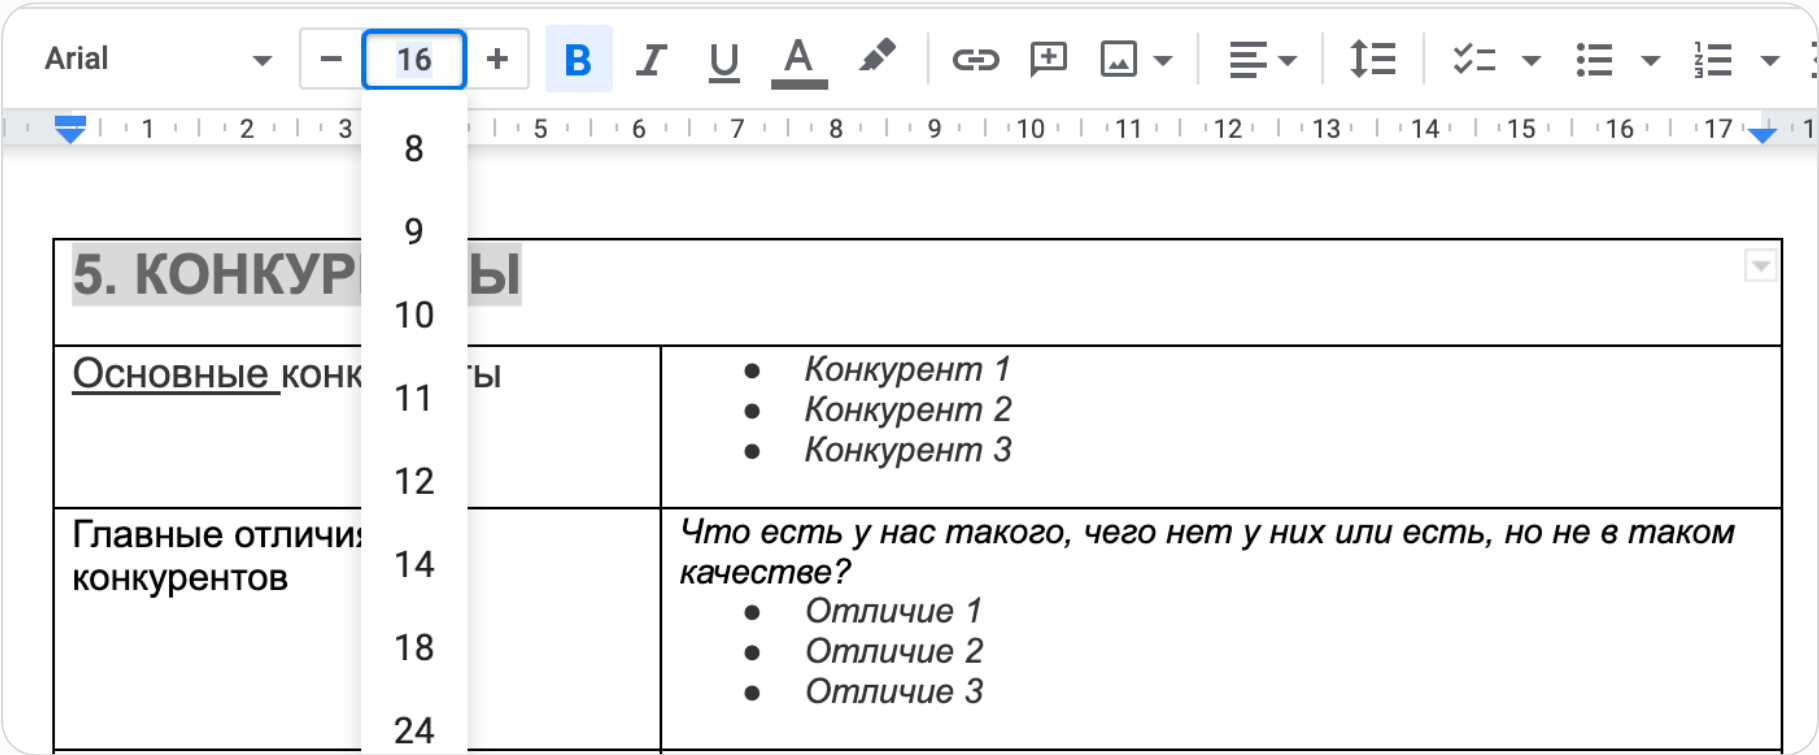 Arial
16
B I U A
1 2 3 5 6 7 8 9 10 11 12 13 14 15 16 17 1
8
9
10
11
12
14
18
24
5. КОНКУР Ы
Основные конк ты
Конкурент 1
Конкурент 2
Конкурент 3
Главные отличия
конкурентов
Что есть у нас такого, чего нет у них или есть, но не в таком
качестве?
Отличие 1
Отличие 2
Отличие 3